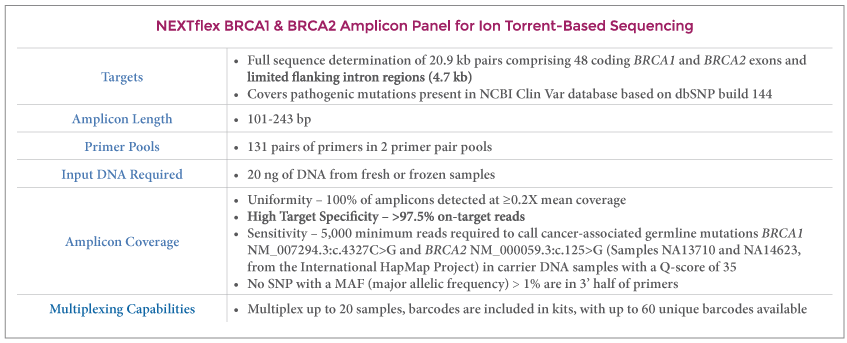 NEXTflex BRCA1 & BRCA2 Amplicon Panel for Ion Torrent-Based Sequencing
Targets
• Full sequence determination of 20.9 kb pairs comprising 48 coding BRCA1 and BRCA2 exons and
limited flanking intron regions (4.7 kb)
• Covers pathogenic mutations present in NCBI Clin Var database based on dbSNP build 144
Amplicon Length
• 101-243 bp
Primer Pools
• 131 pairs of primers in 2 primer pair pools
Input DNA Required
• 20 ng of DNA from fresh or frozen samples
Amplicon Coverage
• Uniformity – 100% of amplicons detected at ≥0.2X mean coverage
• High Target Specificity – >97.5% on-target reads
• Sensitivity – 5,000 minimum reads required to call cancer-associated germline mutations BRCA1
NM_007294.3:c.4327C>G and BRCA2 NM_000059.3:c.125>G (Samples NA13710 and NA14623,
from the International HapMap Project) in carrier DNA samples with a Q-score of 35
• No SNP with a MAF (major allelic frequency) > 1% are in 3’ half of primers
Multiplexing Capabilities
• Multiplex up to 20 samples, barcodes are included in kits, with up to 60 unique barcodes available